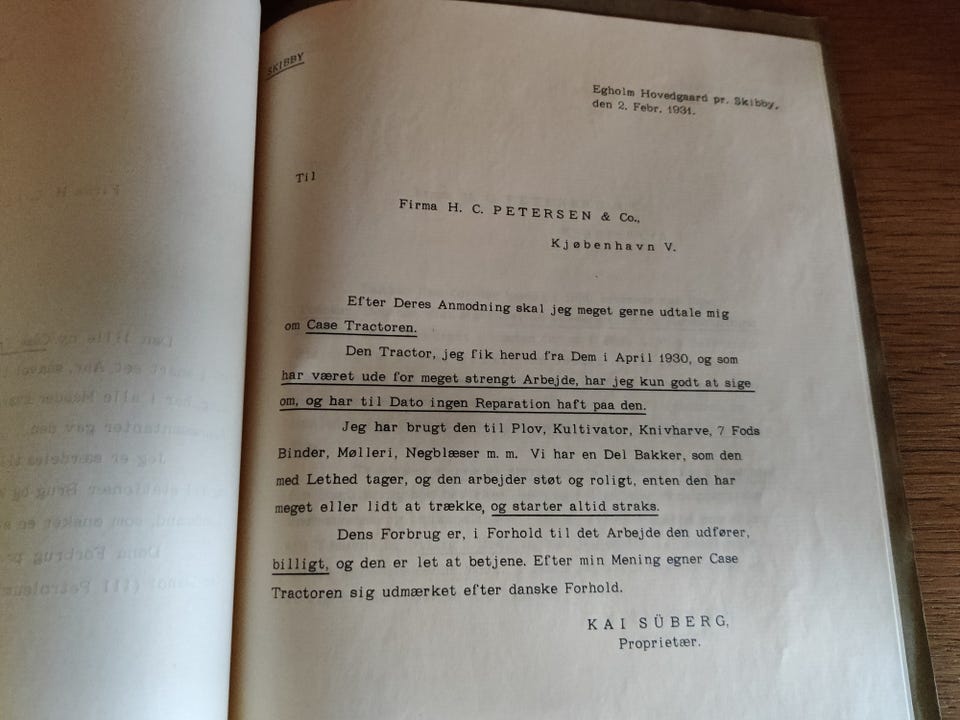 SKIBBY
Egholm Hovedgaard pr. Skibby,
den 2. Febr. 1931.
Til
Firma H. C. PETERSEN & Co.,
Kjøbenhavn V.
Efter Deres Anmodning skal jeg meget gerne udtale mig
om Case Tractoren.
Den Tractor, jeg fik herud fra Dem i April 1930, og som
har været ude for meget strengt Arbejde, har jeg kun godt at sige
om, og har til Dato ingen Reparation haft paa den.
Jeg har brugt den til Plov, Kultivator, Knivharve, 7 Fods
Binder, Mølleri, Negblæser m. m. Vi har en Del Bakker, som den
med Lethed tager, og den arbejder støt og roligt, enten den har
meget eller lidt at trække, og starter altid straks.
Dens Forbrug er, i Forhold til det Arbejde den udfører,
billigt, og den er let at betjene. Efter min Mening egner Case
Tractoren sig udmærket efter danske Forhold.
KAI SÜBERG,
Proprietær.